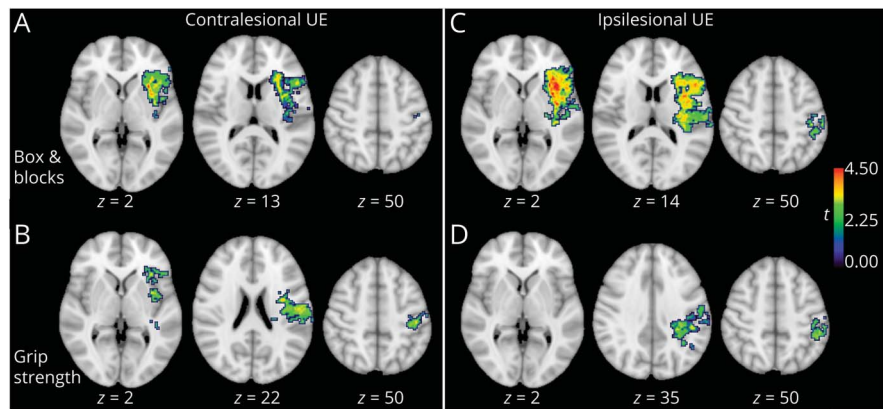 A
Contralesional UE
C
Ipsilesional UE
Box &
blocks
z = 2
z = 13
z = 50
z = 2
z = 14
z = 50
4.50
t
2.25
0.00
B
D
Grip
strength
z = 2
z = 22
z = 50
z = 2
z = 35
z = 50